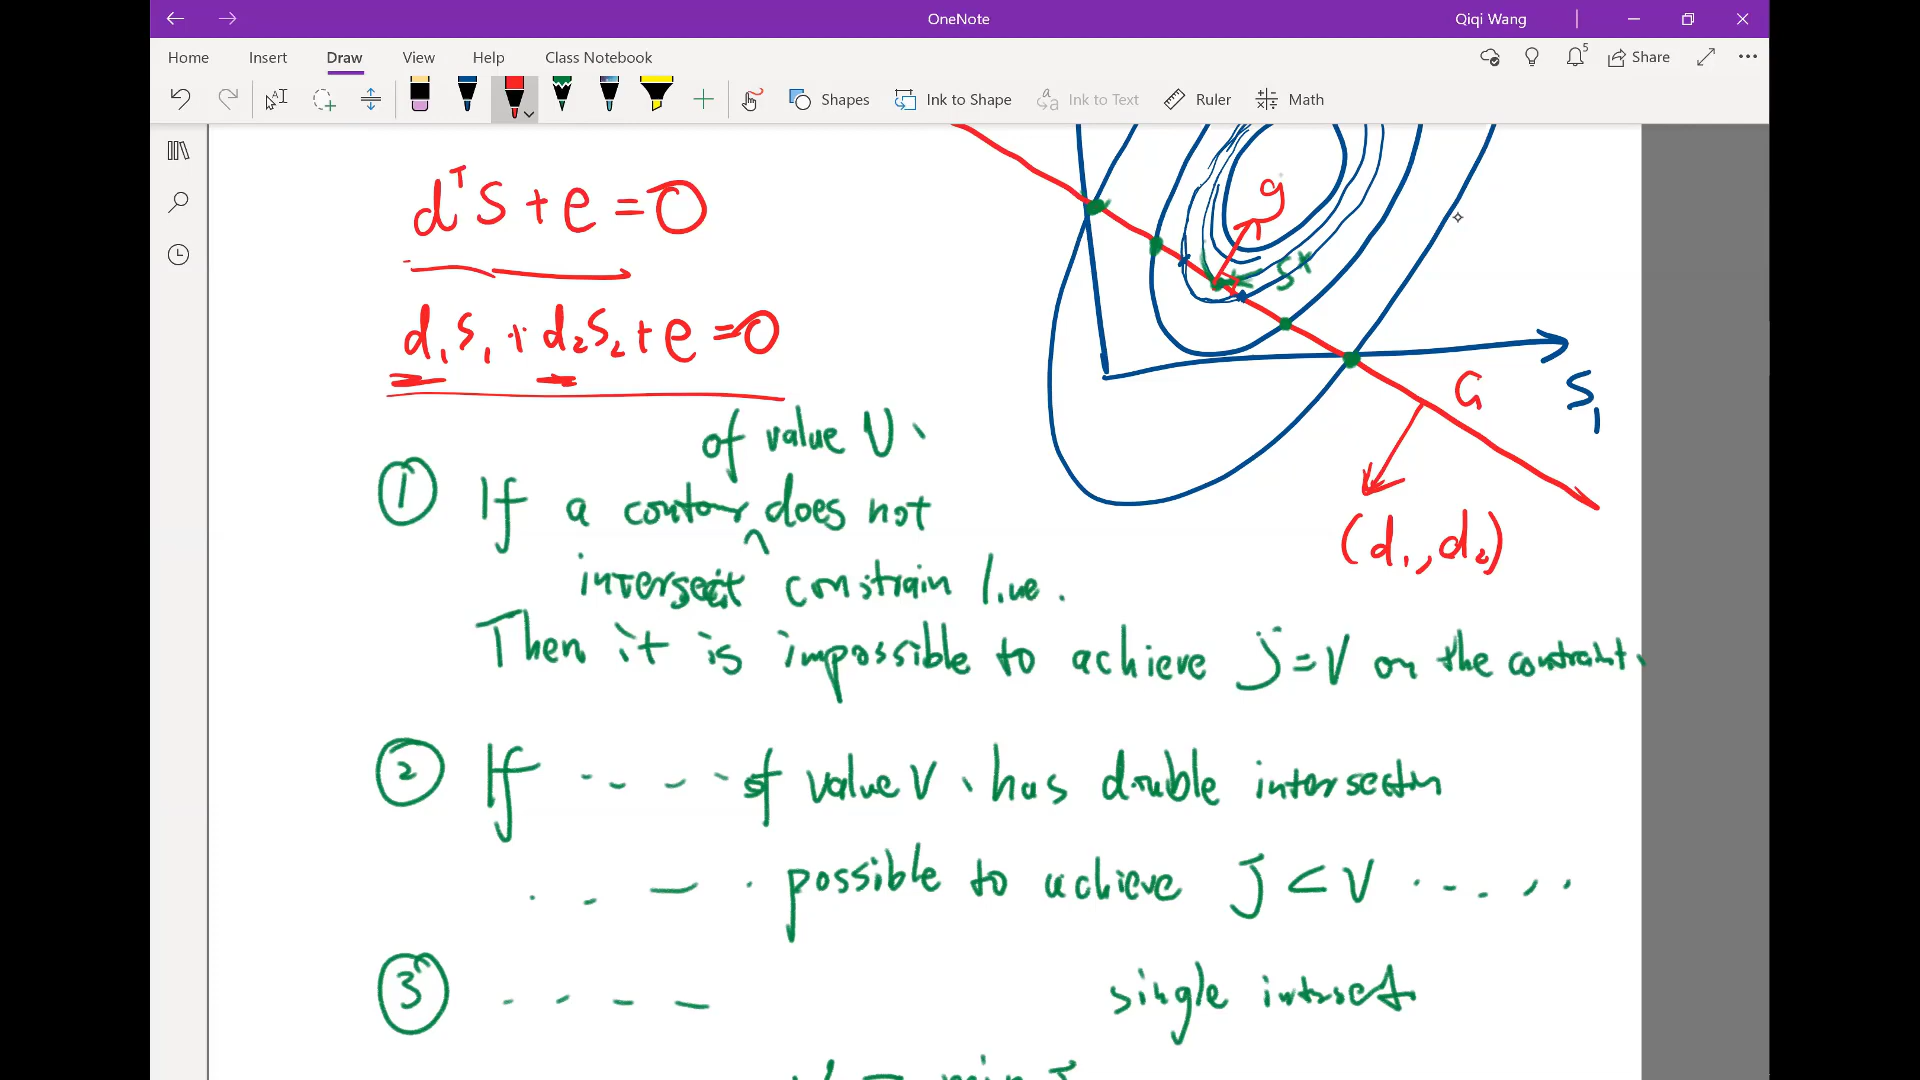 OneNote
Qiqi Wang
Home Insert Draw View Help Class Notebook
5
Share
Shapes
Ink to Shape
Ink to Text
Ruler
Math
dᵀs + e = 0
d₁s₁ + d₂s₂ + e = 0
g
s*
S₁
G
(d₁, d₂)
of value V.
① If a contour ^ does not
intersect constrain line.
Then it is impossible to achieve J = V on the constraint.
② If - - - - of value V, has double intersectn
. . - . possible to achieve J < V . . . . .
③ - - - - single intersect